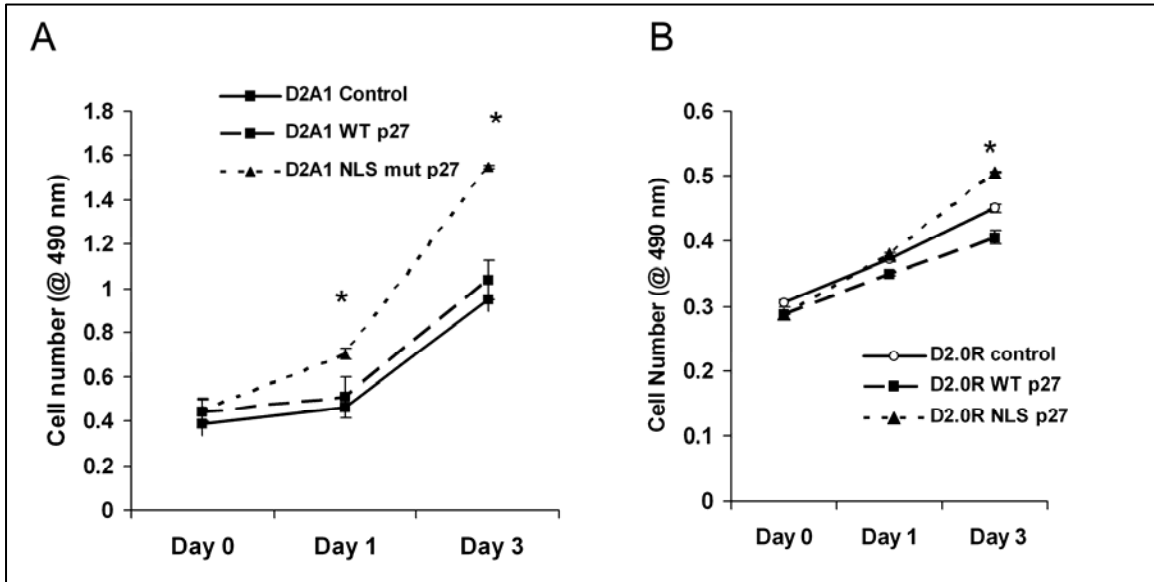 A
D2A1 Control
D2A1 WT p27
D2A1 NLS mut p27
*
*
1.8
1.6
1.4
1.2
1
0.8
0.6
0.4
0.2
0
Cell number (@ 490 nm)
Day 0 Day 1 Day 3
B
*
0.6
0.5
0.4
0.3
0.2
0.1
0
Cell Number (@ 490 nm)
D2.0R control
D2.0R WT p27
D2.0R NLS p27
Day 0 Day 1 Day 3